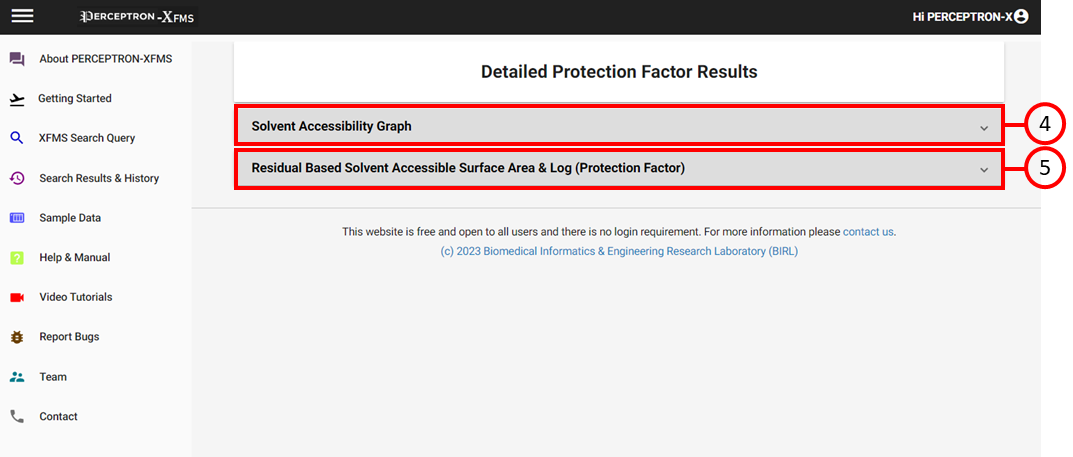 PERCEPTRON-XFMS
Hi PERCEPTRON-X
About PERCEPTRON-XFMS
Getting Started
XFMS Search Query
Search Results & History
Sample Data
Help & Manual
Video Tutorials
Report Bugs
Team
Contact
Detailed Protection Factor Results
Solvent Accessibility Graph
4
Residual Based Solvent Accessible Surface Area & Log (Protection Factor)
5
This website is free and open to all users and there is no login requirement. For more information please contact us.
(c) 2023 Biomedical Informatics & Engineering Research Laboratory (BIRL)